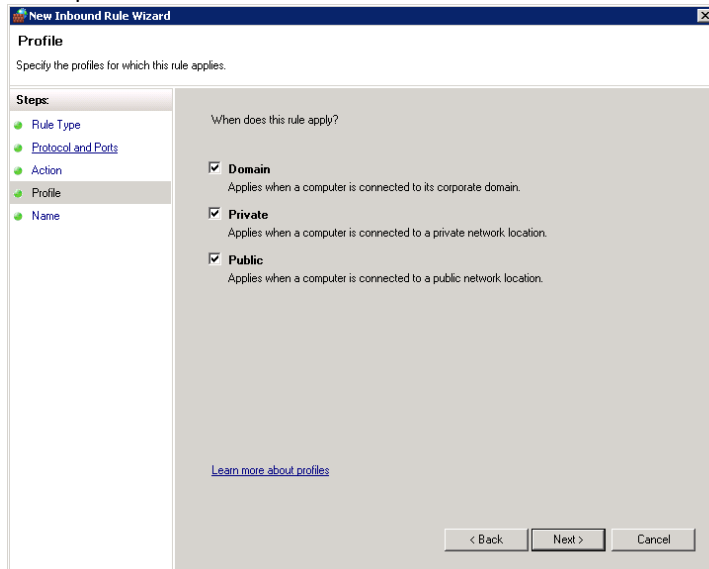 New Inbound Rule Wizard
Profile
Specify the profiles for which this rule applies.
Steps:
Rule Type
Protocol and Ports
Action
Profile
Name
When does this rule apply?
Domain
Applies when a computer is connected to its corporate domain.
Private
Applies when a computer is connected to a private network location.
Public
Applies when a computer is connected to a public network location.
Learn more about profiles
< Back
Next >
Cancel